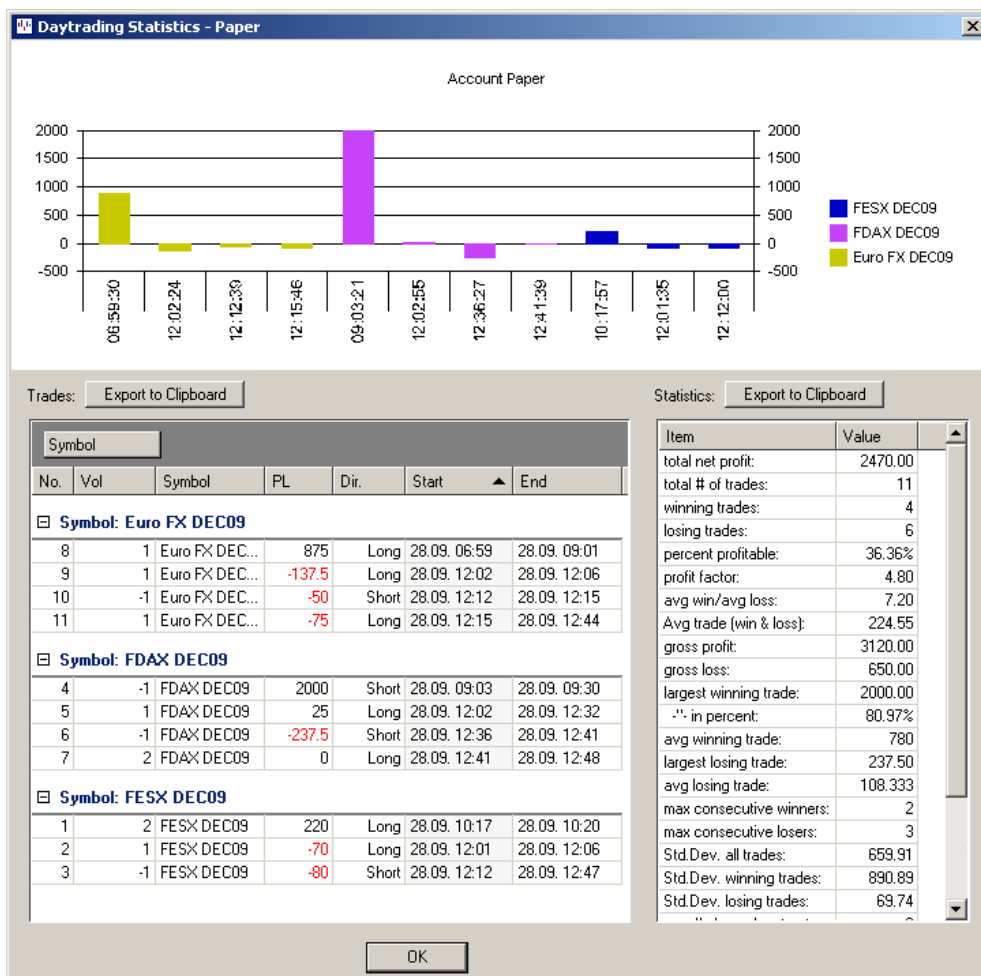 Daytrading Statistics - Paper
Account Paper
2000 2000
1500 1500
1000 1000
500 500
0 0
-500 -500
FESX DEC09
FDAX DEC09
Euro FX DEC09
06:59:30 12:02:24 12:12:39 12:15:46 09:03:21 12:02:55 12:36:27 12:41:39 10:17:57 12:01:35 12:12:00
Trades: Export to Clipboard
Symbol
No. Vol Symbol PL Dir. Start End
Symbol: Euro FX DEC09
8 1 Euro FX DEC... 875 Long 28.09. 06:59 28.09. 09:01
9 1 Euro FX DEC... -137.5 Long 28.09. 12:02 28.09. 12:06
10 -1 Euro FX DEC... -50 Short 28.09. 12:12 28.09. 12:15
11 1 Euro FX DEC... -75 Long 28.09. 12:15 28.09. 12:44
Symbol: FDAX DEC09
4 -1 FDAX DEC09 2000 Short 28.09. 09:03 28.09. 09:30
5 1 FDAX DEC09 25 Long 28.09. 12:02 28.09. 12:32
6 -1 FDAX DEC09 -237.5 Short 28.09. 12:36 28.09. 12:41
7 2 FDAX DEC09 0 Long 28.09. 12:41 28.09. 12:48
Symbol: FESX DEC09
1 2 FESX DEC09 220 Long 28.09. 10:17 28.09. 10:20
2 1 FESX DEC09 -70 Long 28.09. 12:01 28.09. 12:06
3 -1 FESX DEC09 -80 Short 28.09. 12:12 28.09. 12:47
Statistics: Export to Clipboard
Item Value
total net profit: 2470.00
total # of trades: 11
winning trades: 4
losing trades: 6
percent profitable: 36.36%
profit factor: 4.80
avg win/avg loss: 7.20
Avg trade (win & loss): 224.55
gross profit: 3120.00
gross loss: 650.00
largest winning trade: 2000.00
-"- in percent: 80.97%
avg winning trade: 780
largest losing trade: 237.50
avg losing trade: 108.333
max consecutive winners: 2
max consecutive losers: 3
Std.Dev. all trades: 659.91
Std.Dev. winning trades: 890.89
Std.Dev. losing trades: 69.74
OK